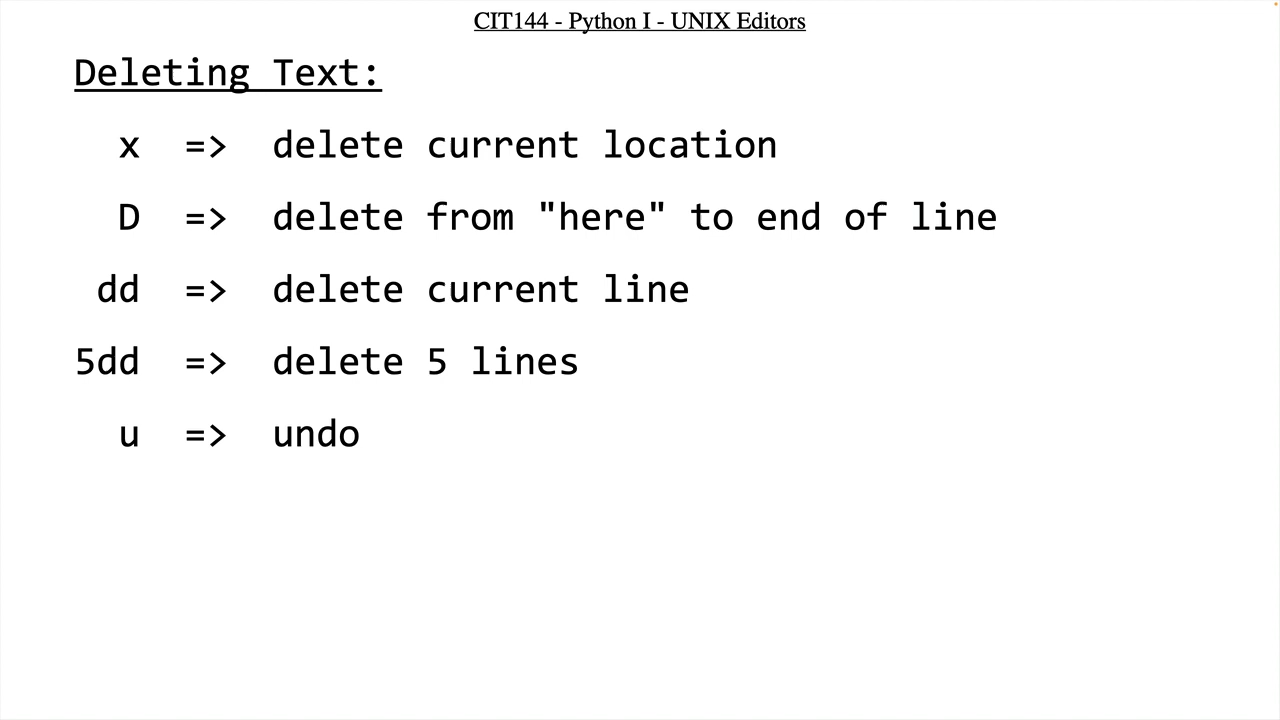 CIT144 - Python I - UNIX Editors
Deleting Text:
x => delete current location
D => delete from "here" to end of line
dd => delete current line
5dd => delete 5 lines
u => undo